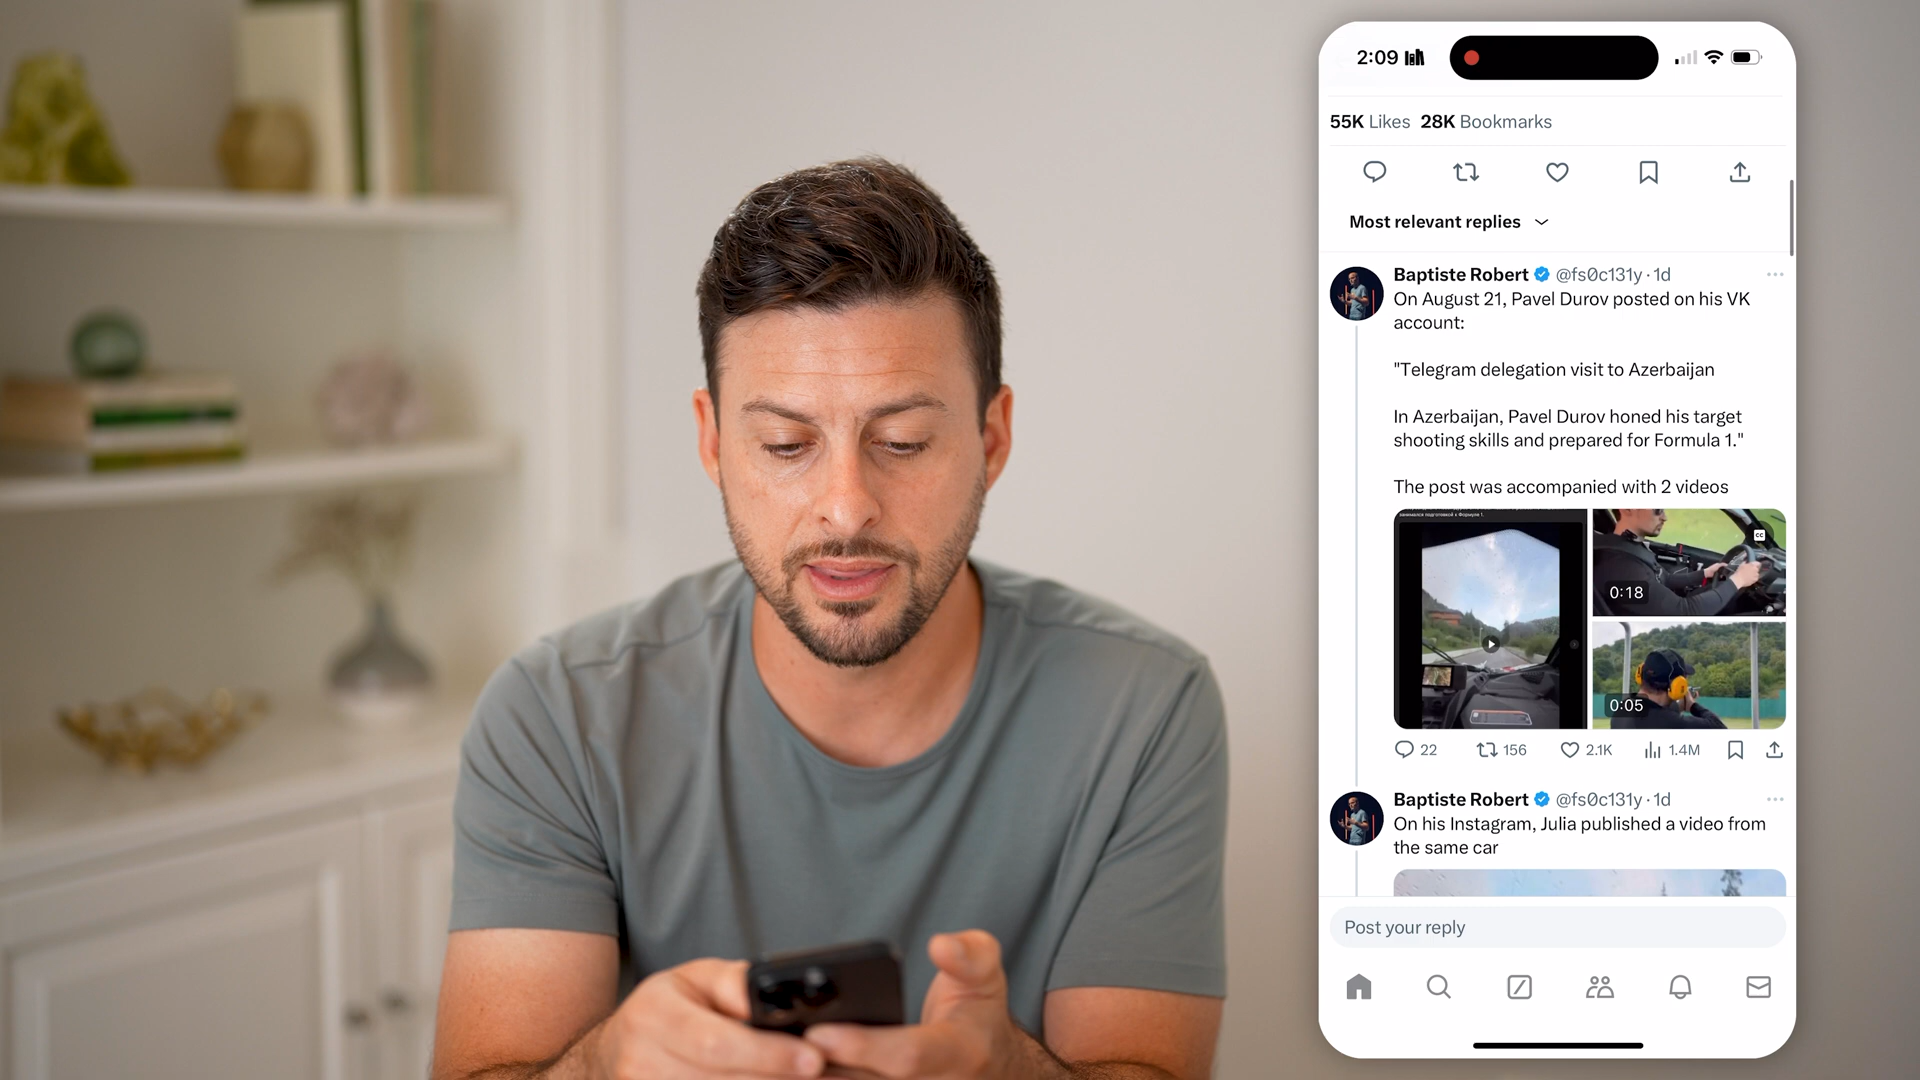 2:09
55K Likes 28K Bookmarks
Most relevant replies
Baptiste Robert @fs0c131y · 1d
On August 21, Pavel Durov posted on his VK
account:
"Telegram delegation visit to Azerbaijan
In Azerbaijan, Pavel Durov honed his target
shooting skills and prepared for Formula 1."
The post was accompanied with 2 videos
CC
0:18
0:05
22 156 2.1K 1.4M
Baptiste Robert @fs0c131y · 1d
On his Instagram, Julia published a video from
the same car
Post your reply